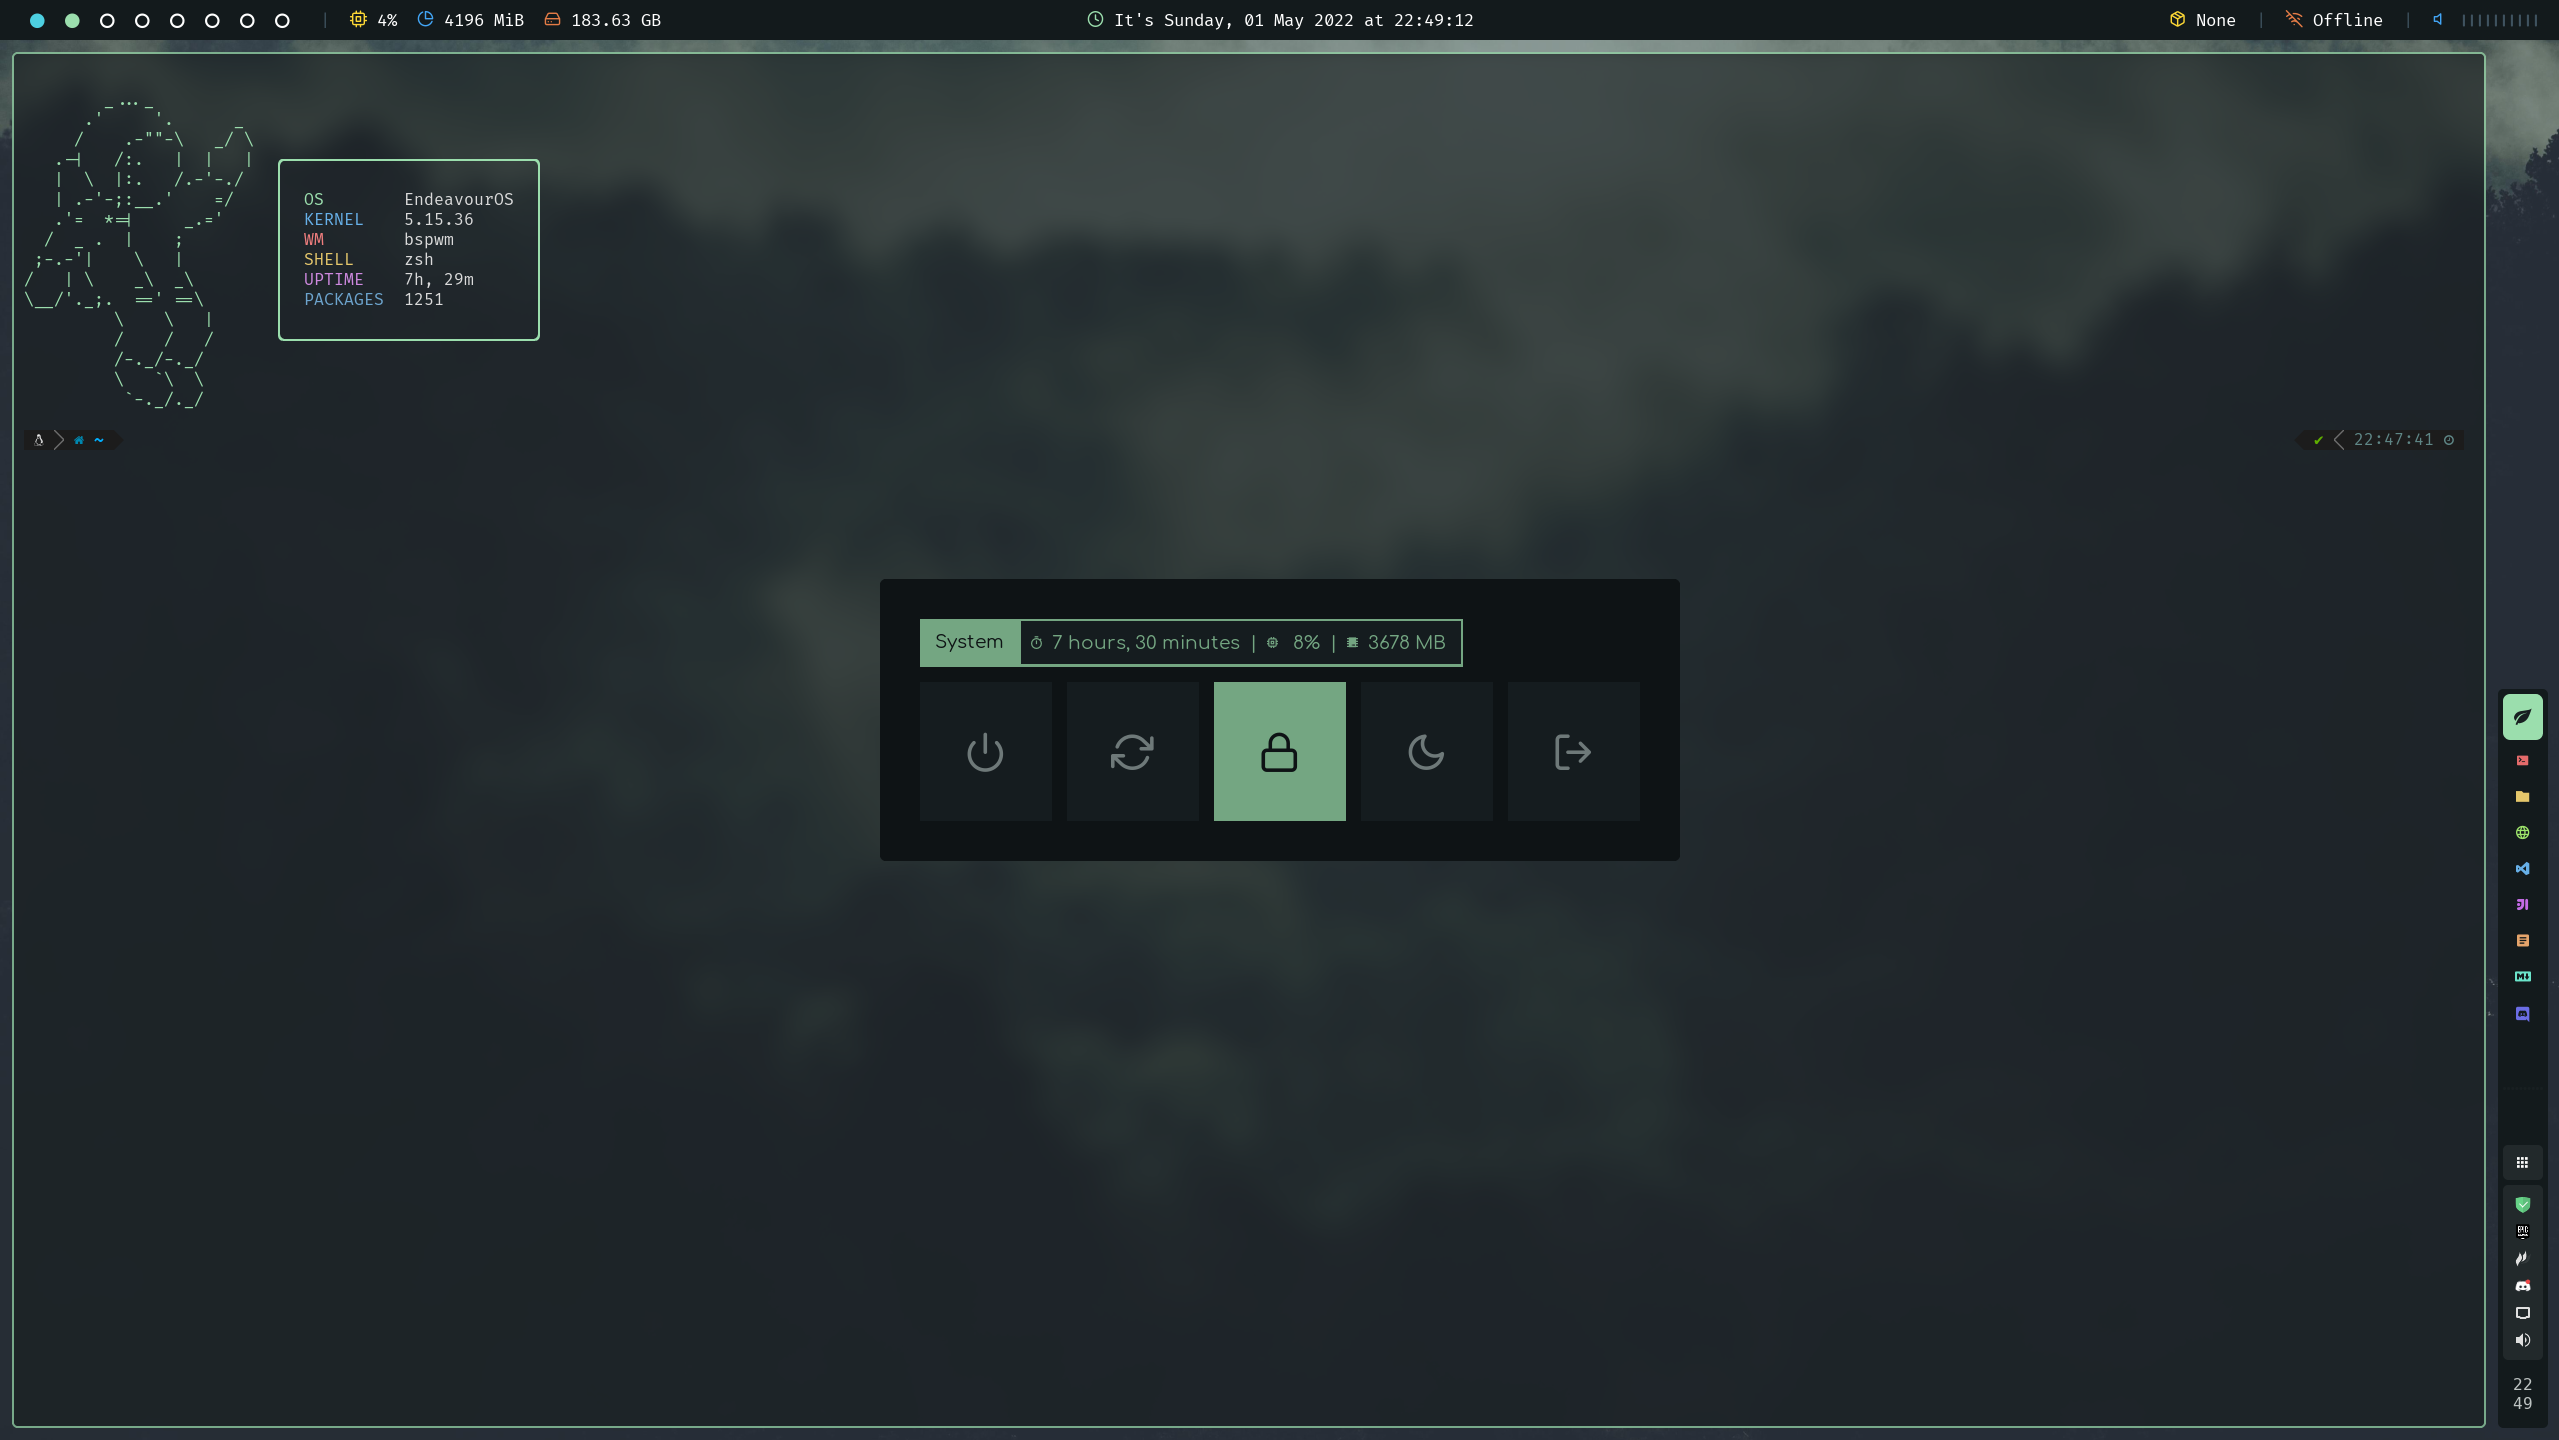 4% 4196 MiB 183.63 GB
It's Sunday, 01 May 2022 at 22:49:12
None Offline
OS EndeavourOS
KERNEL 5.15.36
WM bspwm
SHELL zsh
UPTIME 7h, 29m
PACKAGES 1251
~
22:47:41
System 7 hours, 30 minutes | 8% | 3678 MB
22
49